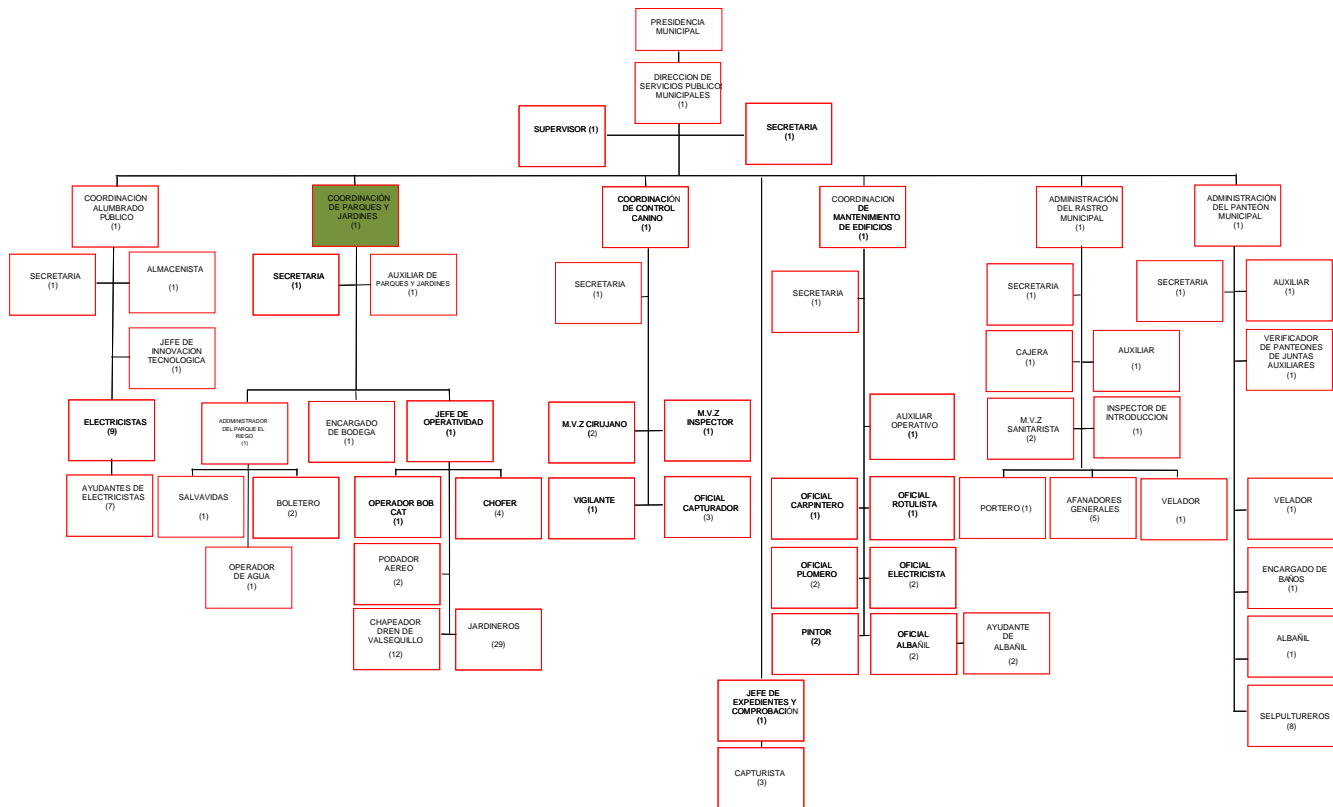 PRESIDENCIA
MUNICIPAL
DIRECCION DE
SERVICIOS PUBLICOS
MUNICIPALES
(1)
SUPERVISOR (1)
SECRETARIA
(1)
COORDINACIÓN
ALUMBRADO
PÚBLICO
(1)
SECRETARIA
(1)
ALMACENISTA
(1)
JEFE DE
INNOVACION
TECNOLOGICA
(1)
ELECTRICISTAS
(9)
AYUDANTES DE
ELECTRICISTAS
(7)
COORDINACIÓN
DE PARQUES Y
JARDINES
(1)
SECRETARIA
(1)
AUXILIAR DE
PARQUES Y JARDINES
(1)
ADDMINISTRADOR
DEL PARQUE EL
RIEGO
(1)
SALVAVIDAS
(1)
BOLETERO
(2)
OPERADOR
DE AGUA
(1)
ENCARGADO
DE BODEGA
(1)
JEFE DE
OPERATIVIDAD
(1)
OPERADOR BOB
CAT
(1)
CHOFER
(4)
PODADOR
AEREO
(2)
CHAPEADOR
DREN DE
VALSEQUILLO
(12)
JARDINEROS
(29)
COORDINACIÓN
DE CONTROL
CANINO
(1)
SECRETARIA
(1)
M.V.Z CIRUJANO
(2)
M.V.Z
INSPECTOR
(1)
VIGILANTE
(1)
OFICIAL
CAPTURADOR
(3)
JEFE DE
EXPEDIENTES Y
COMPROBACIÓN
(1)
CAPTURISTA
(3)
COORDINACION
DE
MANTENIMIENTO
DE EDIFICIOS
(1)
SECRETARIA
(1)
AUXILIAR
OPERATIVO
(1)
OFICIAL
CARPINTERO
(1)
OFICIAL
ROTULISTA
(1)
OFICIAL
PLOMERO
(2)
OFICIAL
ELECTRICISTA
(2)
PINTOR
(2)
OFICIAL
ALBAÑIL
(2)
AYUDANTE
DE
ALBAÑIL
(2)
ADMINISTRACIÓN
DEL RASTRO
MUNICIPAL
(1)
SECRETARIA
(1)
CAJERA
(1)
AUXILIAR
(1)
M.V.Z
SANITARISTA
(2)
INSPECTOR DE
INTRODUCCION
(1)
PORTERO (1)
AFANADORES
GENERALES
(5)
VELADOR
(1)
ADMINISTRACIÓN
DEL PANTEÓN
MUNICIPAL
(1)
SECRETARIA
(1)
AUXILIAR
(1)
VERIFICADOR
DE PANTEONES
DE JUNTAS
AUXILIARES
(1)
VELADOR
(1)
ENCARGADO DE
BAÑOS
(1)
ALBAÑIL
(1)
SELPULTUREROS
(8)